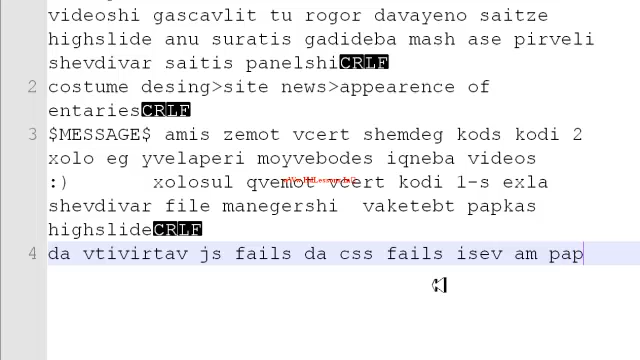 videoshi gascavlit tu rogor davayeno saitze
highslide anu suratis gadideba mash ase pirveli
shevdivar saitis panelshiCRLF
2 costume desing>site news>appearence of
entariesCRLF
3 $MESSAGE$ amis zemot vcert shemdeg kods kodi 2
xolo eg yvelaperi moyvebodes iqneba videos
:) xolosul qvemot vcert kodi 1-s exla
shevdivar file manegershi vaketebt papkas
highslideCRLF
4 da vtivirtav js fails da css fails isev am pap